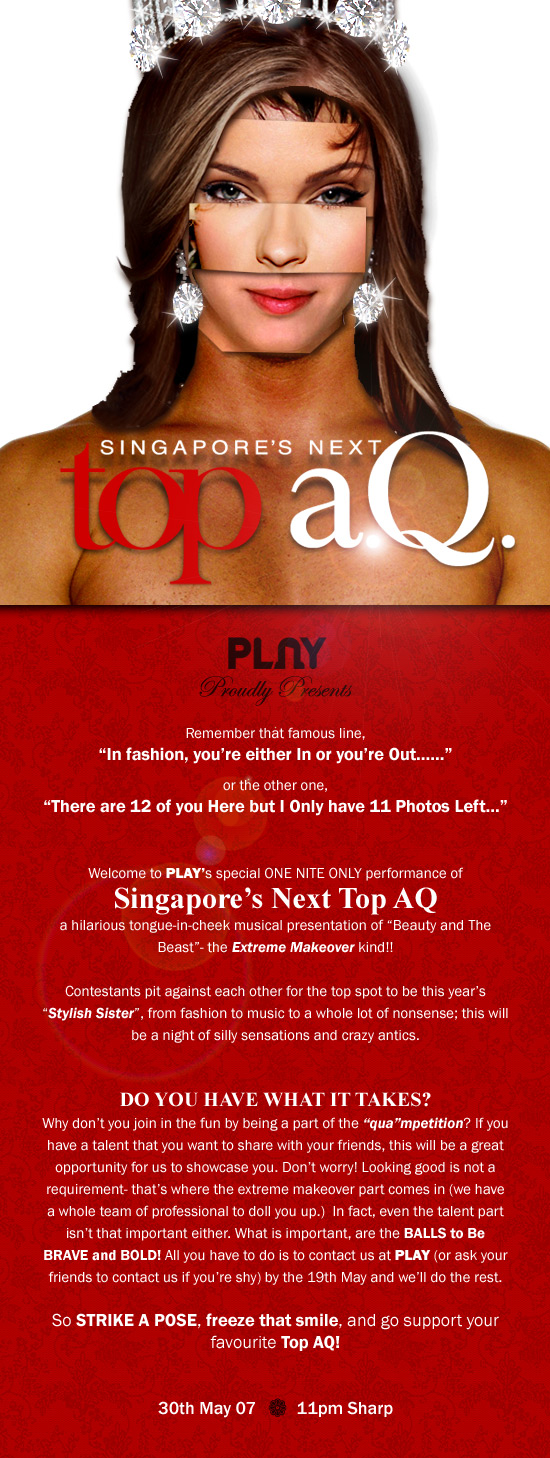 SINGAPORE'S NEXT
top a.Q.
PLAY
Proudly Presents
Remember that famous line,
“In fashion, you’re either In or you’re Out......”
or the other one,
“There are 12 of you Here but I Only have 11 Photos Left...”
Welcome to PLAY’s special ONE NITE ONLY performance of
Singapore’s Next Top AQ
a hilarious tongue-in-cheek musical presentation of “Beauty and The
Beast”- the Extreme Makeover kind!!
Contestants pit against each other for the top spot to be this year’s
“Stylish Sister”, from fashion to music to a whole lot of nonsense; this will
be a night of silly sensations and crazy antics.
DO YOU HAVE WHAT IT TAKES?
Why don’t you join in the fun by being a part of the “qua”mpetition? If you
have a talent that you want to share with your friends, this will be a great
opportunity for us to showcase you. Don’t worry! Looking good is not a
requirement- that’s where the extreme makeover part comes in (we have
a whole team of professional to doll you up.) In fact, even the talent part
isn’t that important either. What is important, are the BALLS to Be
BRAVE and BOLD! All you have to do is to contact us at PLAY (or ask your
friends to contact us if you’re shy) by the 19th May and we’ll do the rest.
So STRIKE A POSE, freeze that smile, and go support your
favourite Top AQ!
30th May 07 11pm Sharp